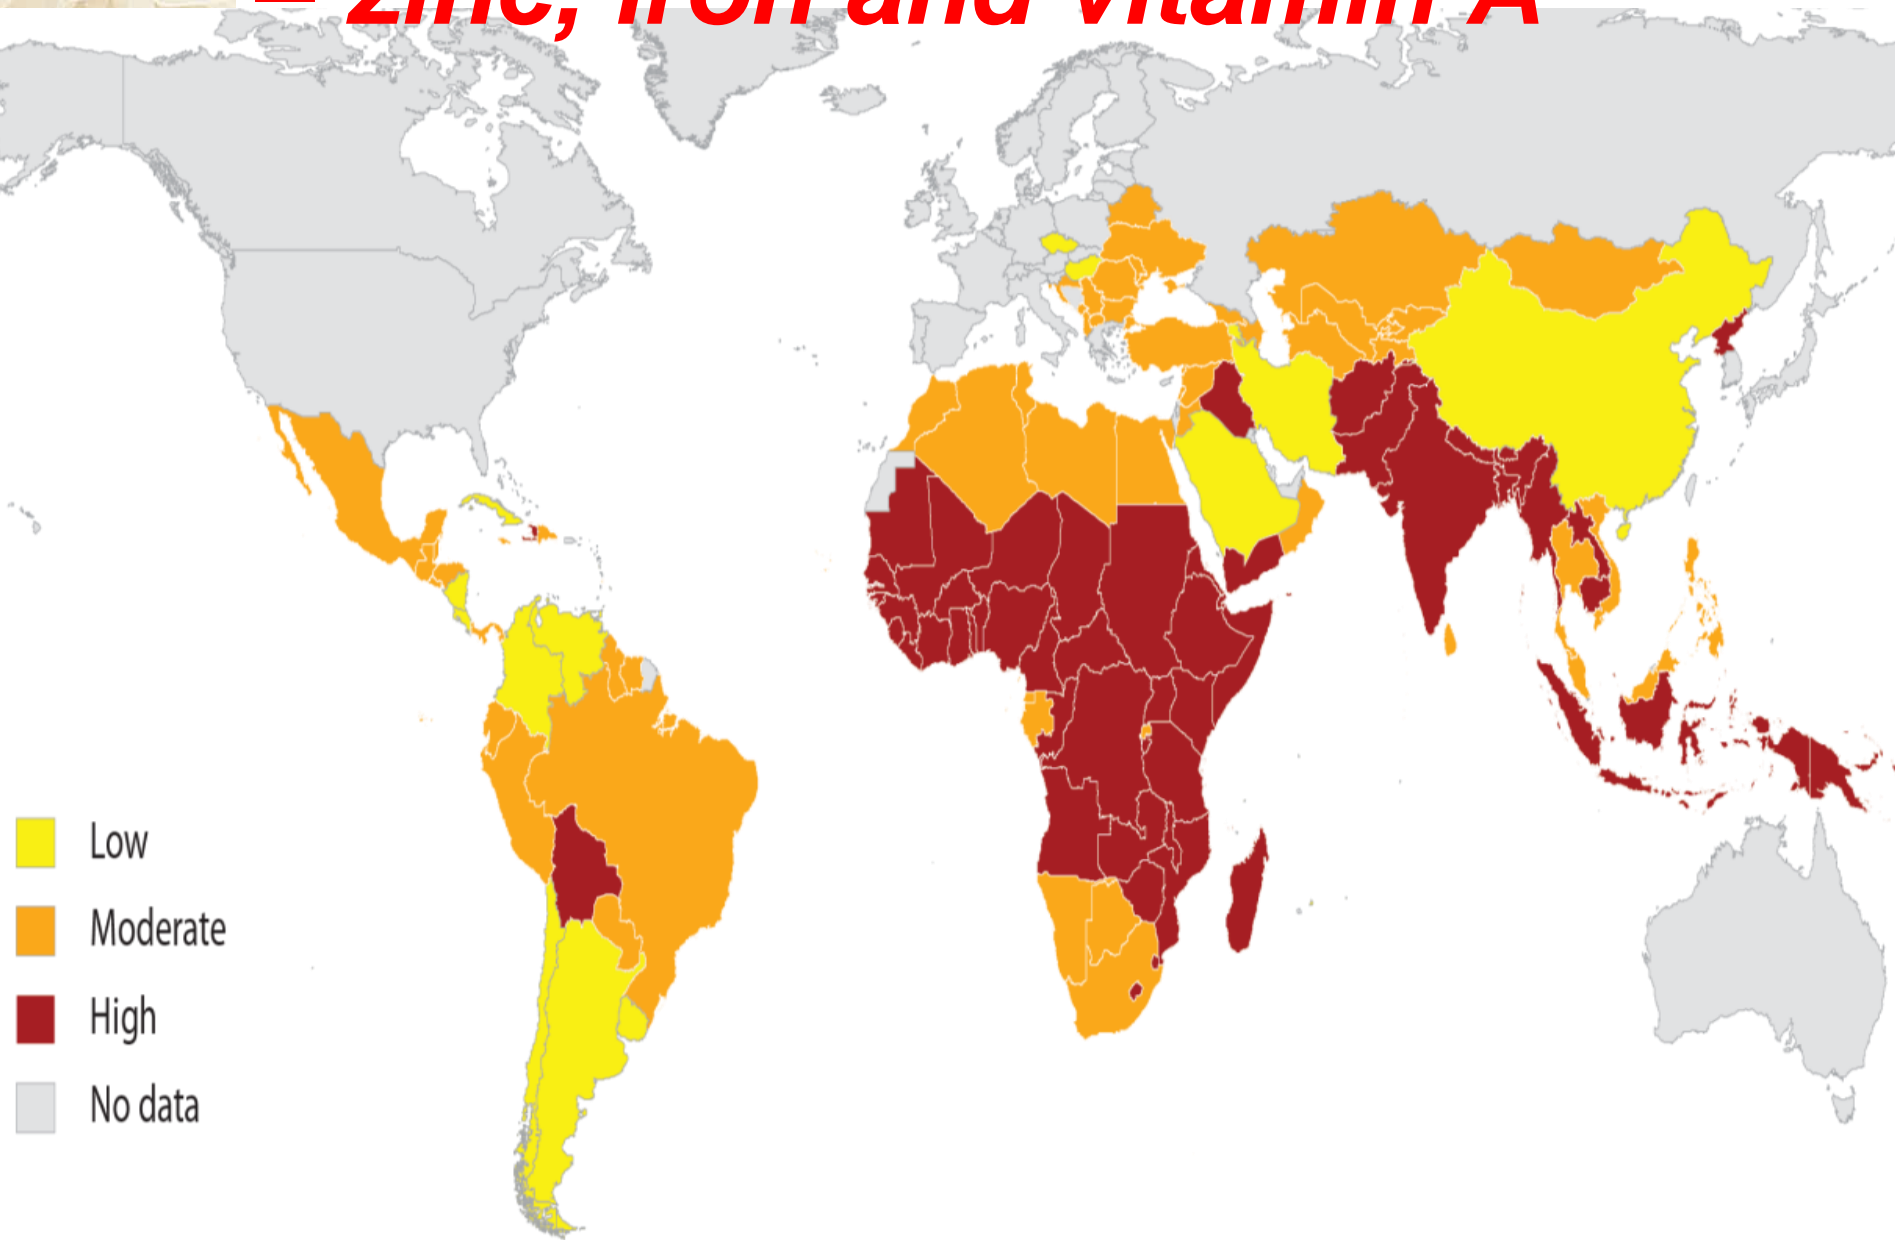 – zinc, iron and vitamin A
Low
Moderate
High
No data